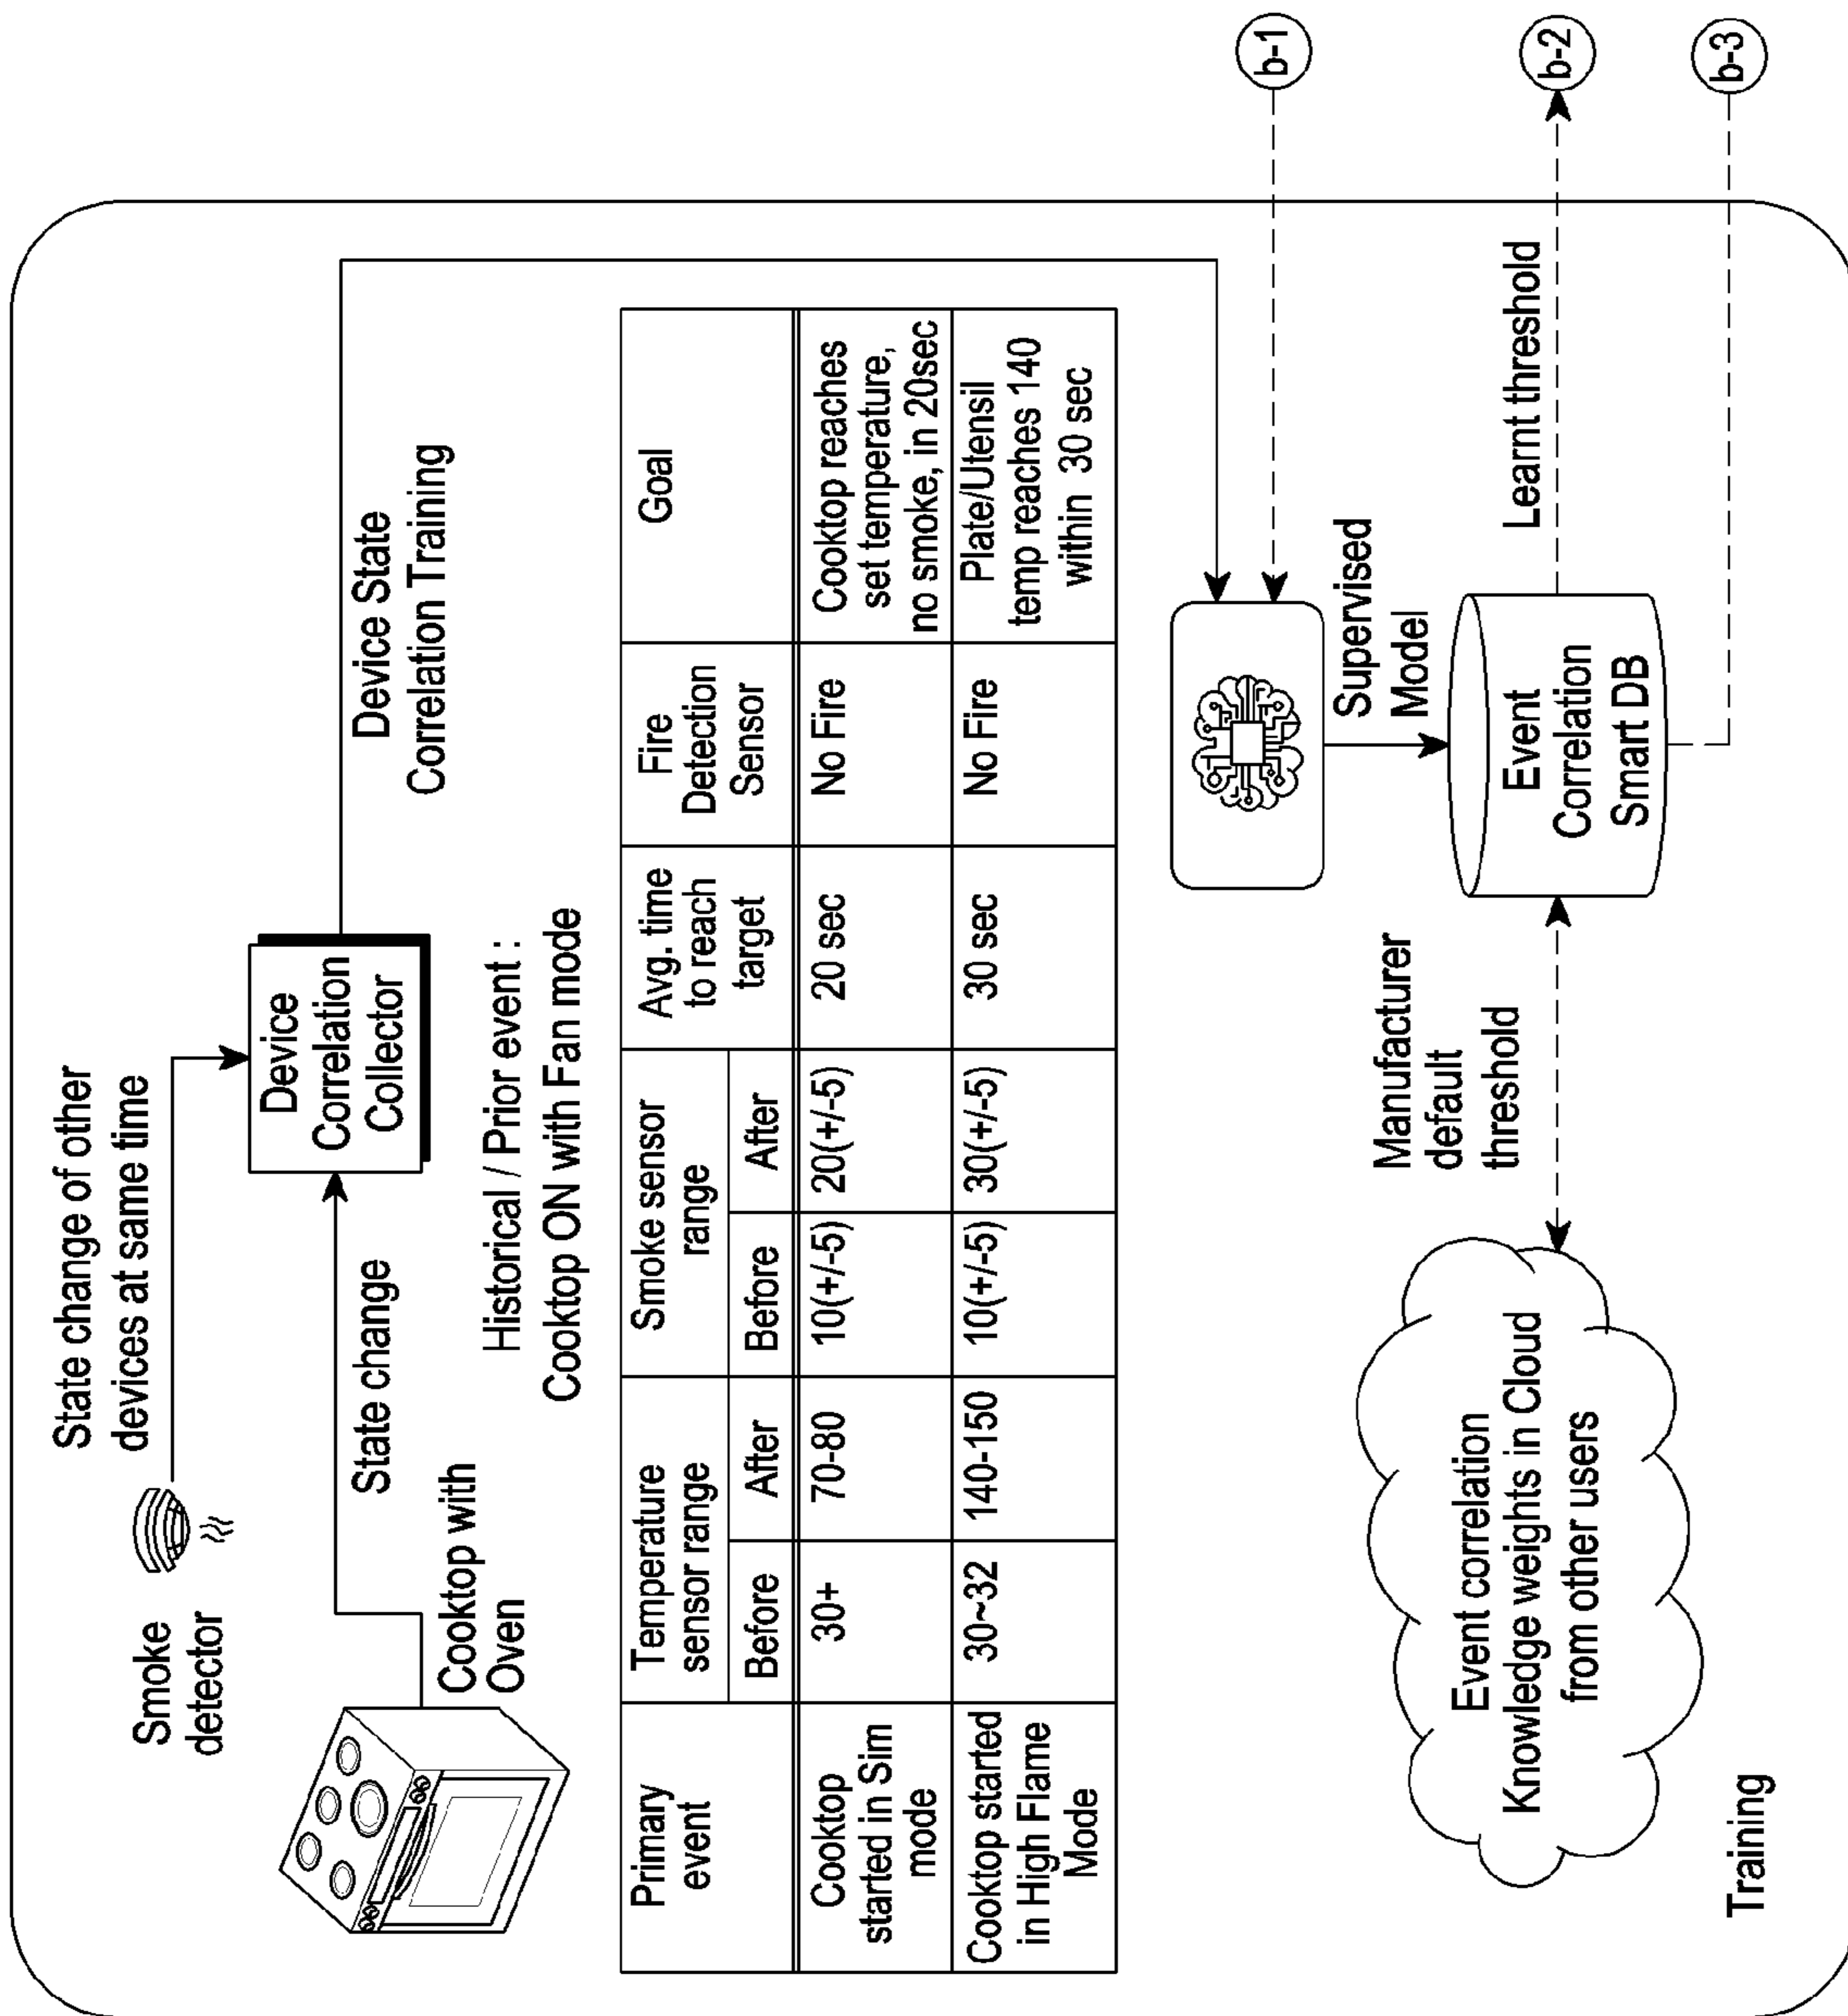 State change of other
devices at same time
Smoke
detector
State change
Cooktop with
Oven
Device
Correlation
Collector
Device State
Correlation Training
Historical / Prior event :
Cooktop ON with Fan mode
Primary
event
Temperature
sensor range
Smoke sensor
range
Avg. time
to reach
target
Fire
Detection
Sensor
Goal
Before
After
Before
After
Cooktop
started in Sim
mode
30+
70-80
10(+/-5)
20(+/-5)
20 sec
No Fire
Cooktop reaches
set temperature,
no smoke, in 20sec
Cooktop started
in High Flame
Mode
30~32
140-150
10(+/-5)
30(+/-5)
30 sec
No Fire
Plate/Utensil
temp reaches 140
within 30 sec
b-1
Supervised
Model
Event correlation
Knowledge weights in Cloud
from other users
Manufacturer
default
threshold
Event
Correlation
Smart DB
Learnt threshold
b-2
b-3
Training